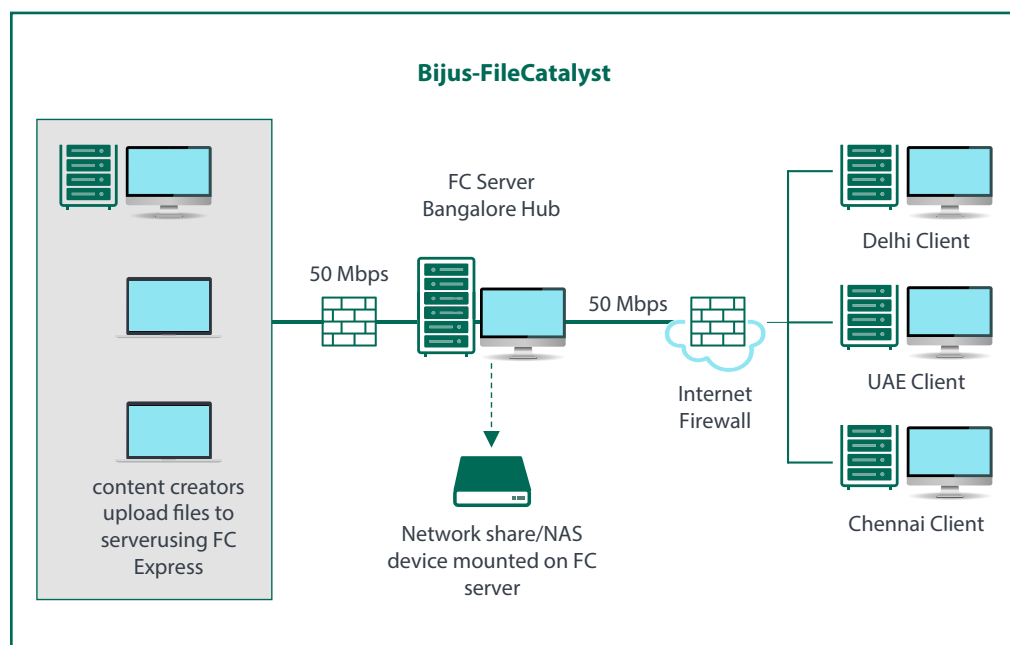 Bijus-FileCatalyst
content creators
upload files to
serverusing FC
Express
50 Mbps
FC Server
Bangalore Hub
Network share/NAS
device mounted on FC
server
50 Mbps
Internet
Firewall
Delhi Client
UAE Client
Chennai Client